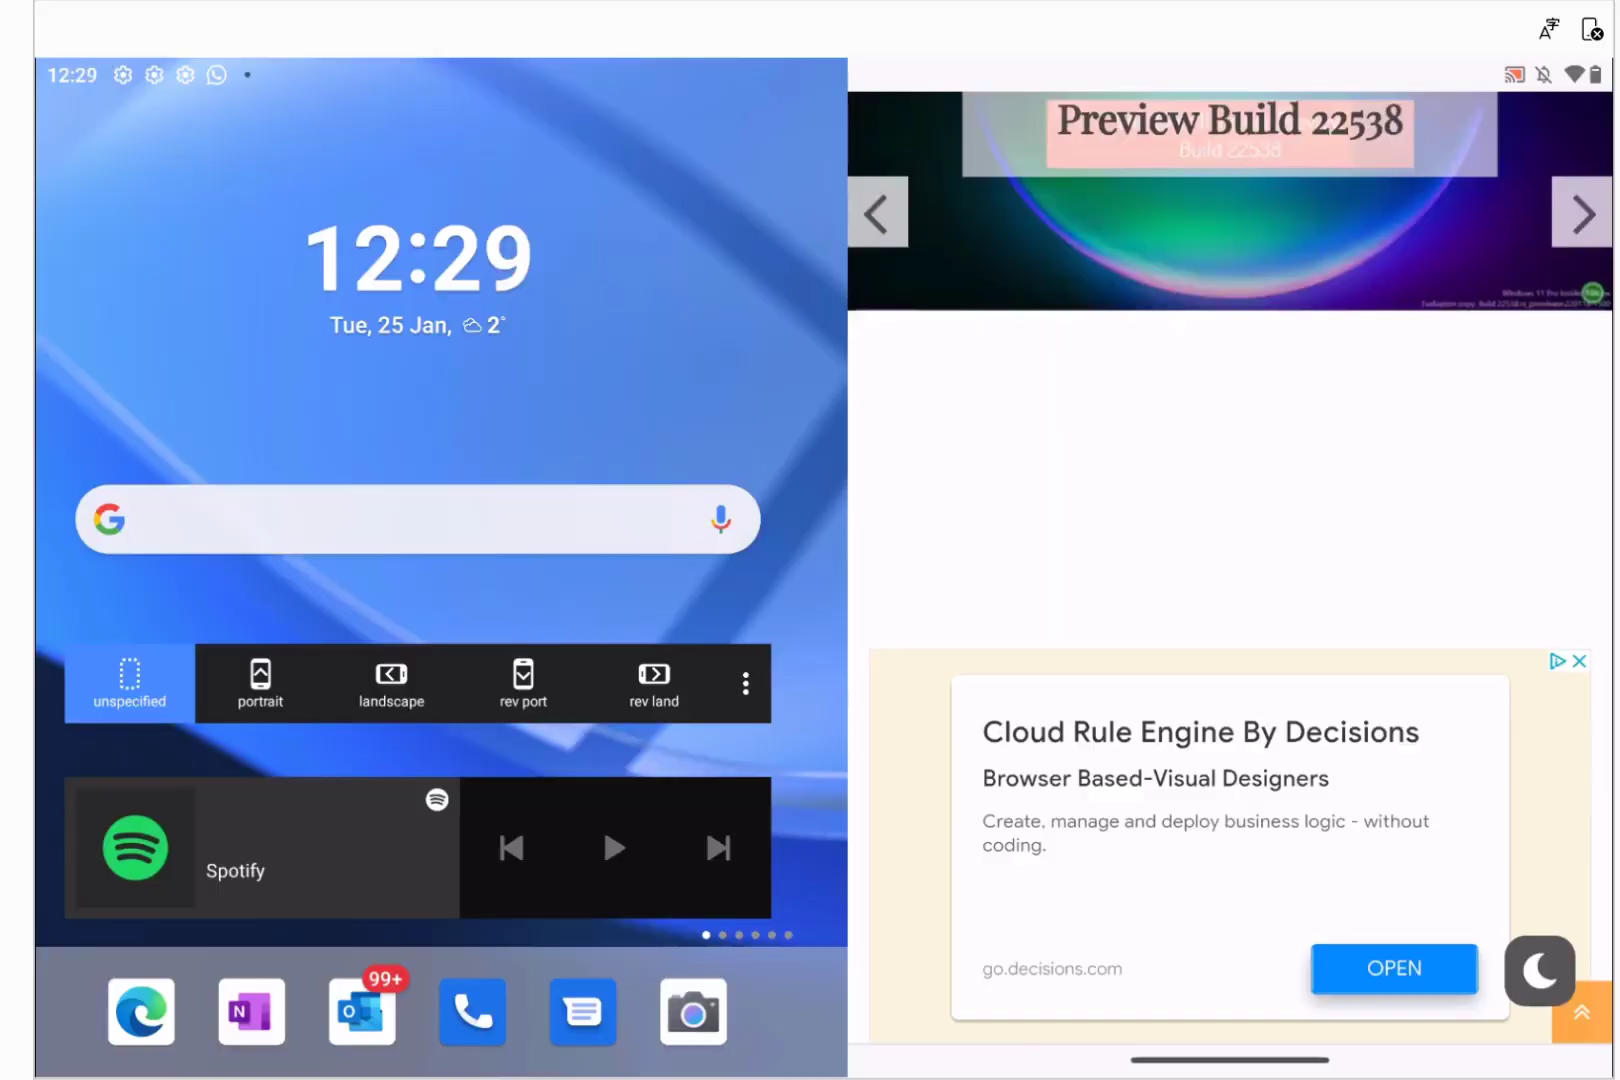 12:29
Preview Build 22538
Build 22538
12:29
Tue, 25 Jan, 2°
unspecified
portrait
landscape
rev port
rev land
Spotify
99+
N
O
Cloud Rule Engine By Decisions
Browser Based-Visual Designers
Create, manage and deploy business logic - without
coding.
go.decisions.com
OPEN